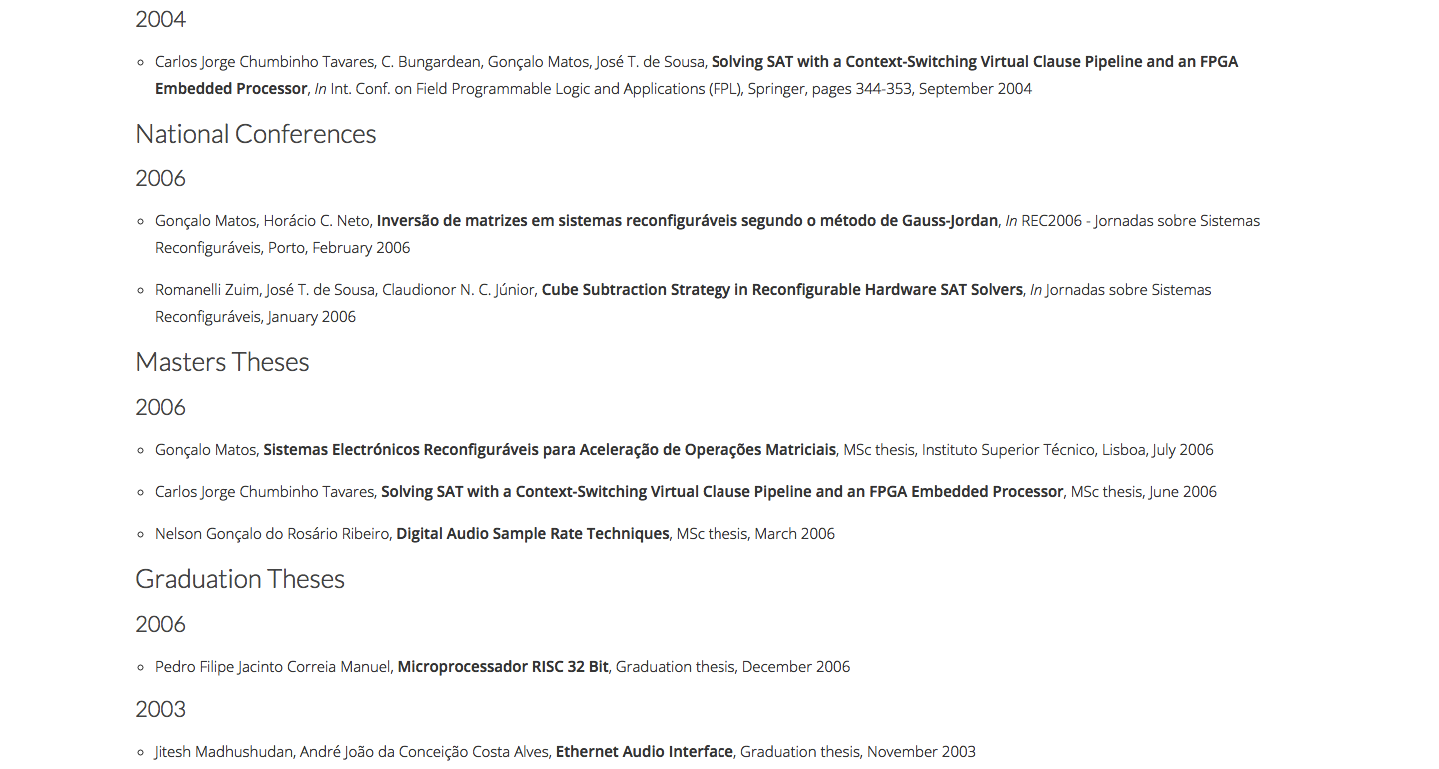 2004
Carlos Jorge Chumbinho Tavares, C. Bungardean, Gonçalo Matos, José T. de Sousa, Solving SAT with a Context-Switching Virtual Clause Pipeline and an FPGA
Embedded Processor, In Int. Conf. on Field Programmable Logic and Applications (FPL), Springer, pages 344-353, September 2004
National Conferences
2006
Gonçalo Matos, Horácio C. Neto, Inversão de matrizes em sistemas reconfiguráveis segundo o método de Gauss-Jordan, In REC2006 - Jornadas sobre Sistemas
Reconfiguráveis, Porto, February 2006
Romanelli Zuim, José T. de Sousa, Claudionor N. C. Júnior, Cube Subtraction Strategy in Reconfigurable Hardware SAT Solvers, In Jornadas sobre Sistemas
Reconfiguráveis, January 2006
Masters Theses
2006
Gonçalo Matos, Sistemas Electrónicos Reconfiguráveis para Aceleração de Operações Matriciais, MSc thesis, Instituto Superior Técnico, Lisboa, July 2006
Carlos Jorge Chumbinho Tavares, Solving SAT with a Context-Switching Virtual Clause Pipeline and an FPGA Embedded Processor, MSc thesis, June 2006
Nelson Gonçalo do Rosário Ribeiro, Digital Audio Sample Rate Techniques, MSc thesis, March 2006
Graduation Theses
2006
Pedro Filipe Jacinto Correia Manuel, Microprocessador RISC 32 Bit, Graduation thesis, December 2006
2003
Jitesh Madhushudan, André João da Conceição Costa Alves, Ethernet Audio Interface, Graduation thesis, November 2003